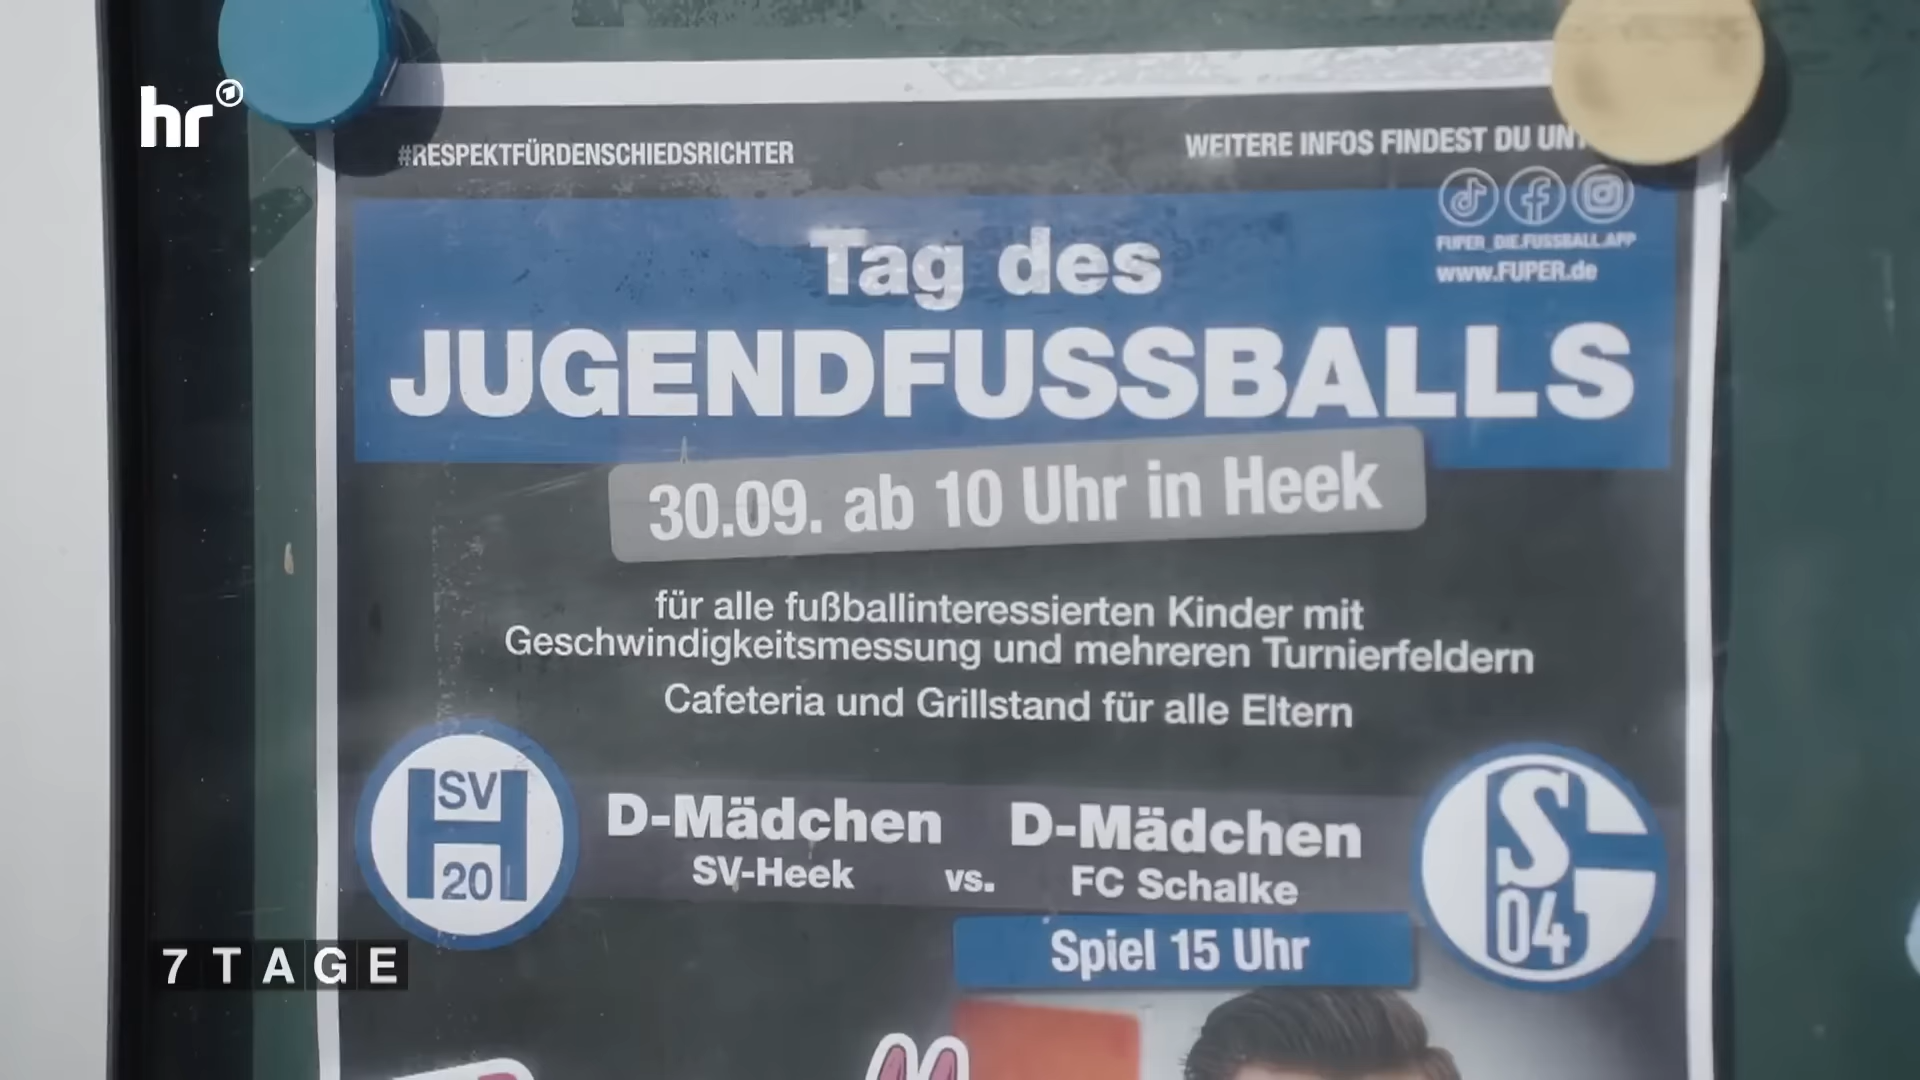 hr
#RESPEKTFÜRDENSCHIEDSRICHTER
WEITERE INFOS FINDEST DU
FUPER_DIE.FUSSBALL.APP
www.FUPER.de
Tag des
JUGENDFUSSBALLS
30.09. ab 10 Uhr in Heek
für alle fußballinteressierten Kinder mit
Geschwindigkeitsmessung und mehreren Turnierfeldern
Cafeteria und Grillstand für alle Eltern
SV
H
20
D-Mädchen D-Mädchen
SV-Heek vs. FC Schalke
S
04
Spiel 15 Uhr
7 TAGE